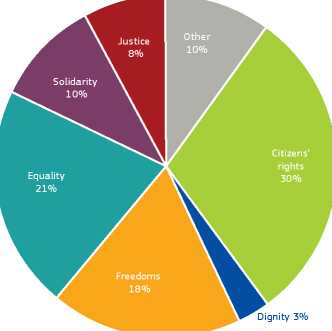 Justice
8%
Other
10%
Solidarity
10%
Citizens'
rights
30%
Equality
21%
Freedoms
18%
Dignity 3%